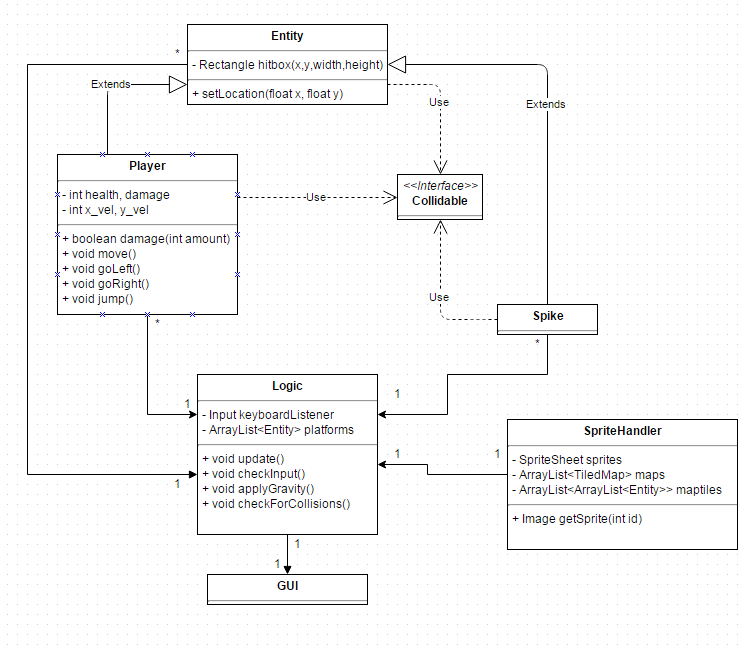 Entity
- Rectangle hitbox(x,y,width,height)
+ setLocation(float x, float y)
*
Extends
Use
Extends
Player
- int health, damage
- int x_vel, y_vel
+ boolean damage(int amount)
+ void move()
+ void goLeft()
+ void goRight()
+ void jump()
*
Use
<<Interface>>
Collidable
Use
Spike
*
1
1
Logic
- Input keyboardListener
- ArrayList<Entity> platforms
+ void update()
+ void checkInput()
+ void applyGravity()
+ void checkForCollisions()
1
1
1
SpriteHandler
- SpriteSheet sprites
- ArrayList<TiledMap> maps
- ArrayList<ArrayList<Entity>> maptiles
+ Image getSprite(int id)
1
1
GUI